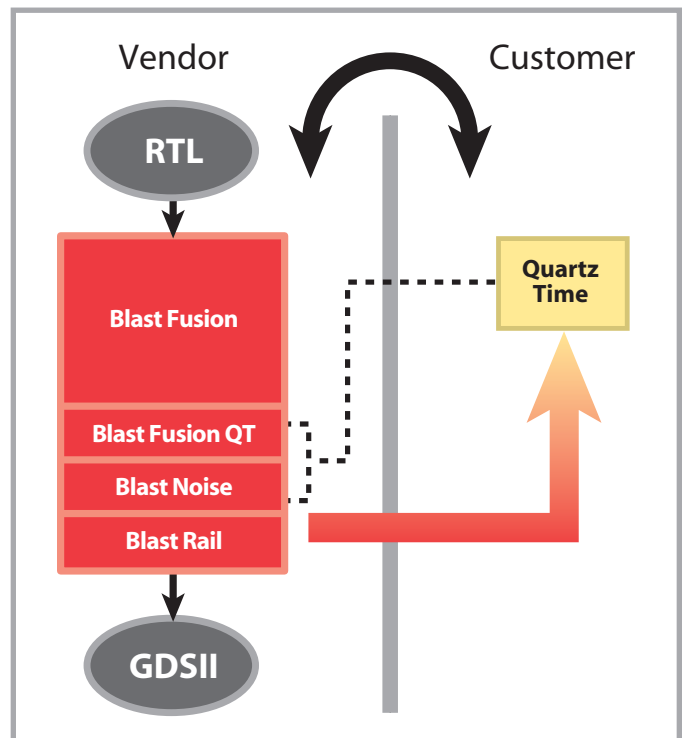 Vendor
Customer
RTL
Blast Fusion
Quartz
Time
Blast Fusion QT
Blast Noise
Blast Rail
GDSII